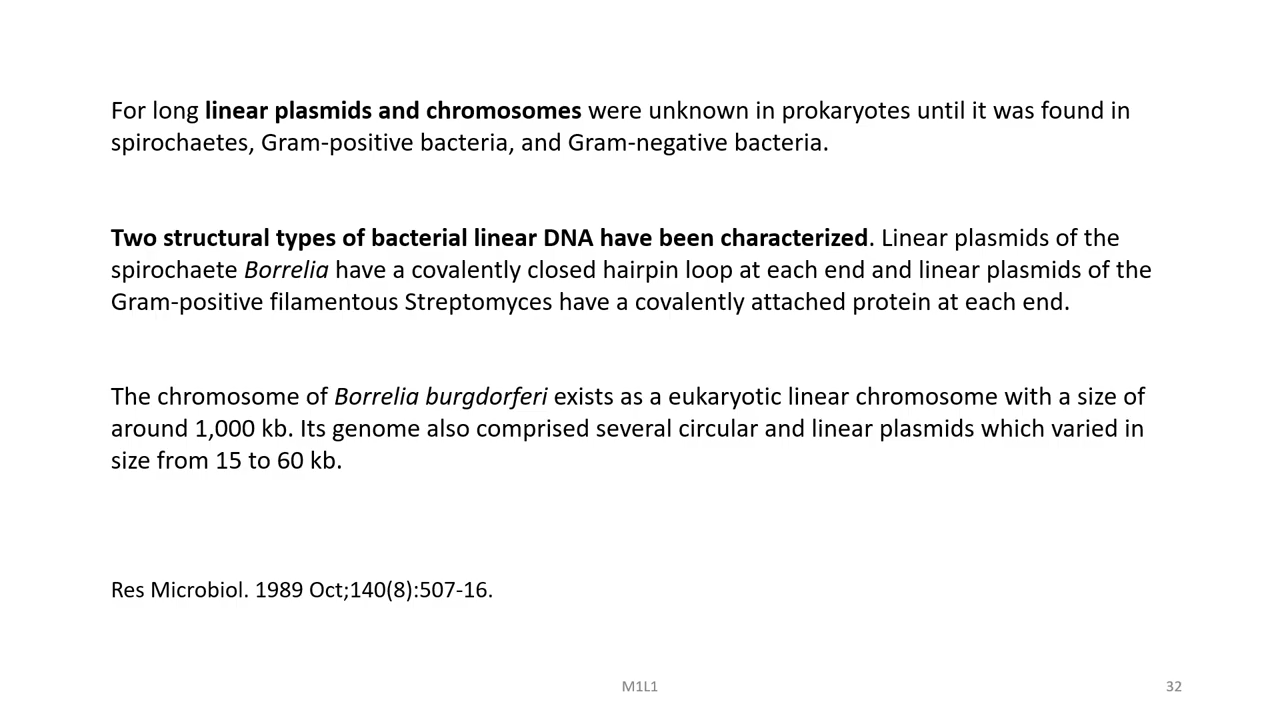 For long linear plasmids and chromosomes were unknown in prokaryotes until it was found in
spirochaetes, Gram-positive bacteria, and Gram-negative bacteria.
Two structural types of bacterial linear DNA have been characterized. Linear plasmids of the
spirochaete Borrelia have a covalently closed hairpin loop at each end and linear plasmids of the
Gram-positive filamentous Streptomyces have a covalently attached protein at each end.
The chromosome of Borrelia burgdorferi exists as a eukaryotic linear chromosome with a size of
around 1,000 kb. Its genome also comprised several circular and linear plasmids which varied in
size from 15 to 60 kb.
Res Microbiol. 1989 Oct;140(8):507-16.
M1L1
32